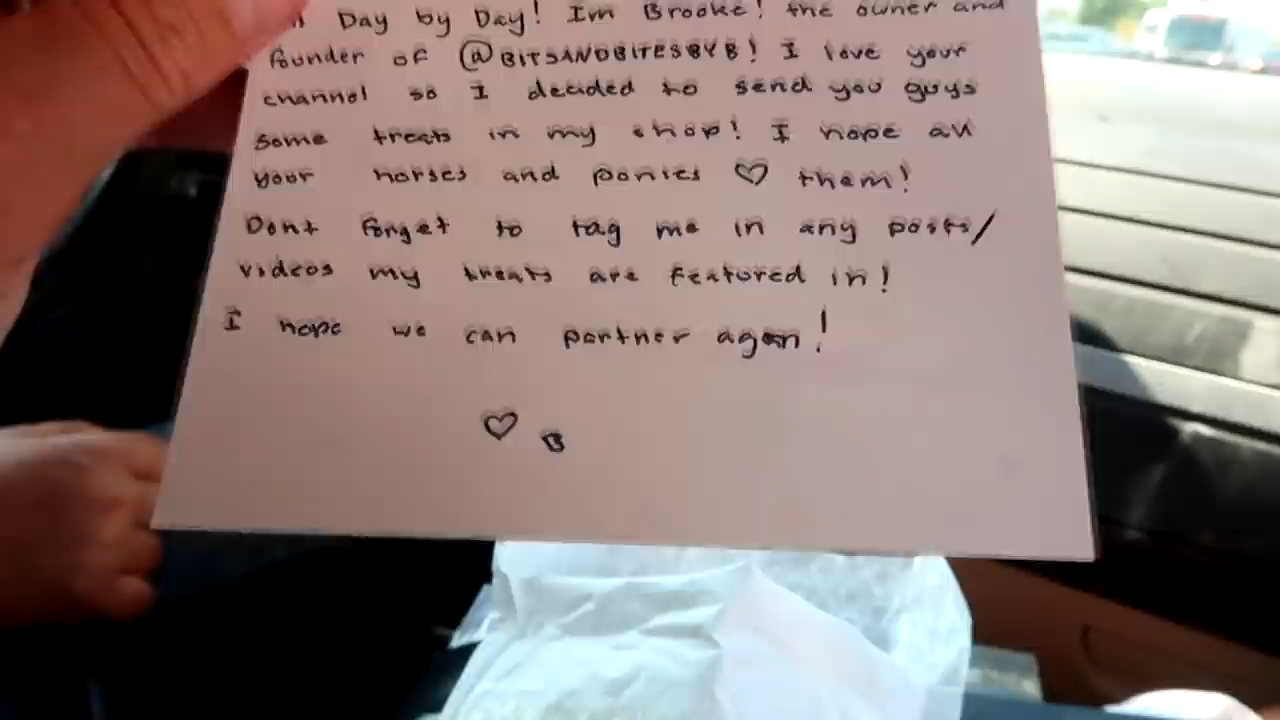 Day by Day! Im Brooke! the owner and
founder of @BITSANDBITESBYB! I love your
channel so I decided to send you guys
some treats in my shop! I hope all
your horses and ponies ♡ them!
Dont forget to tag me in any posts/
videos my treats are featured in!
I hope we can partner again!
♡ B